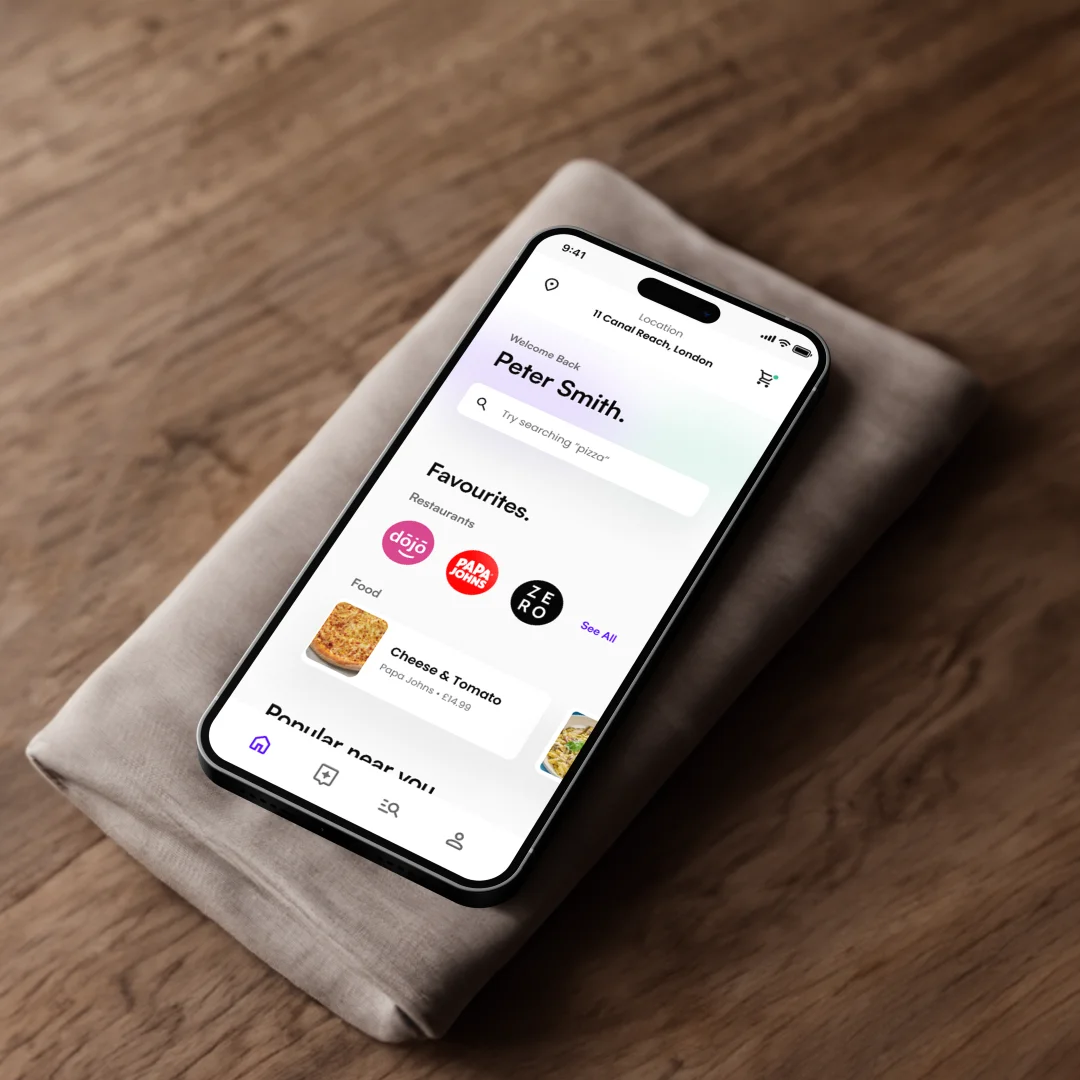 9:41
Location
11 Canal Reach, London
Welcome Back
Peter Smith.
Try searching "pizza"
Favourites.
Restaurants
dōjō
PAPA
JOHNS
ZE
RO
See All
Food
Cheese & Tomato
Papa Johns • £14.99
Popular near you